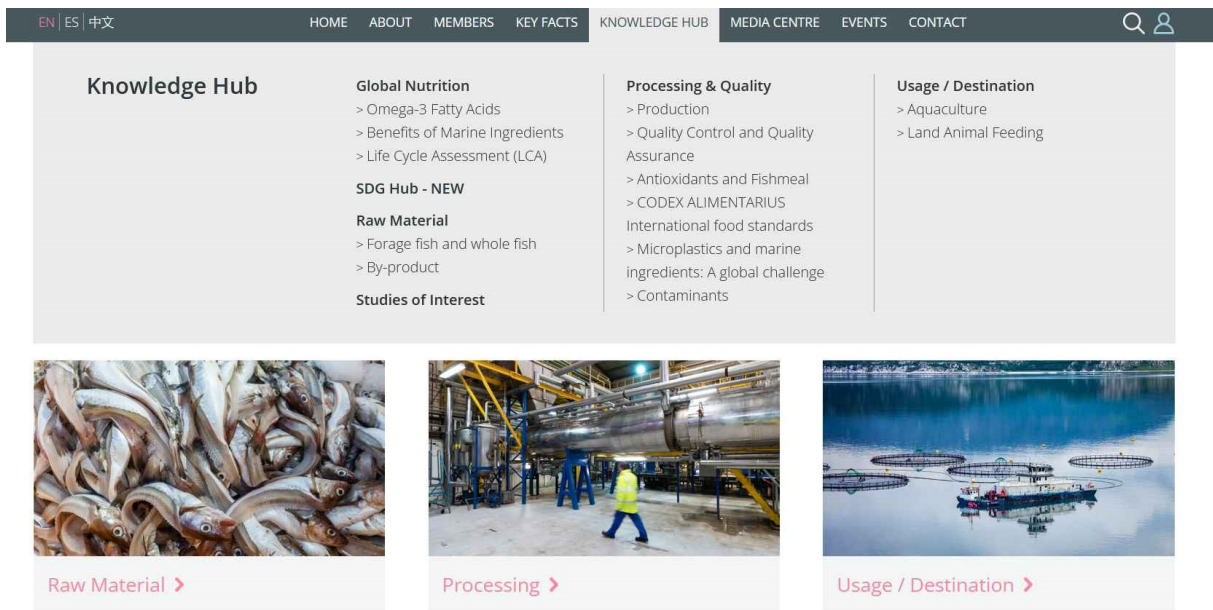 EN | ES | 中文
HOME ABOUT MEMBERS KEY FACTS KNOWLEDGE HUB MEDIA CENTRE EVENTS CONTACT
Knowledge Hub
Global Nutrition
> Omega-3 Fatty Acids
> Benefits of Marine Ingredients
> Life Cycle Assessment (LCA)
SDG Hub - NEW
Raw Material
> Forage fish and whole fish
> By-product
Studies of Interest
Processing & Quality
> Production
> Quality Control and Quality
Assurance
> Antioxidants and Fishmeal
> CODEX ALIMENTARIUS
International food standards
> Microplastics and marine
ingredients: A global challenge
> Contaminants
Usage / Destination
> Aquaculture
> Land Animal Feeding
Raw Material >
Processing >
Usage / Destination >